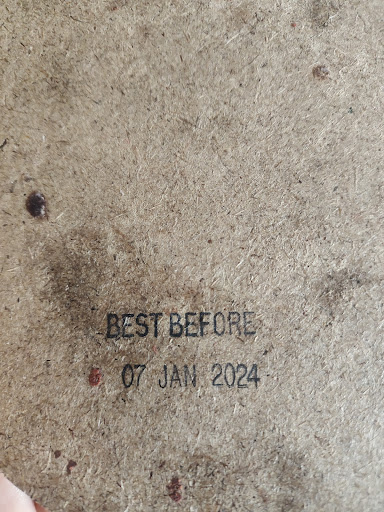 BEST BEFORE
07 JAN 2024